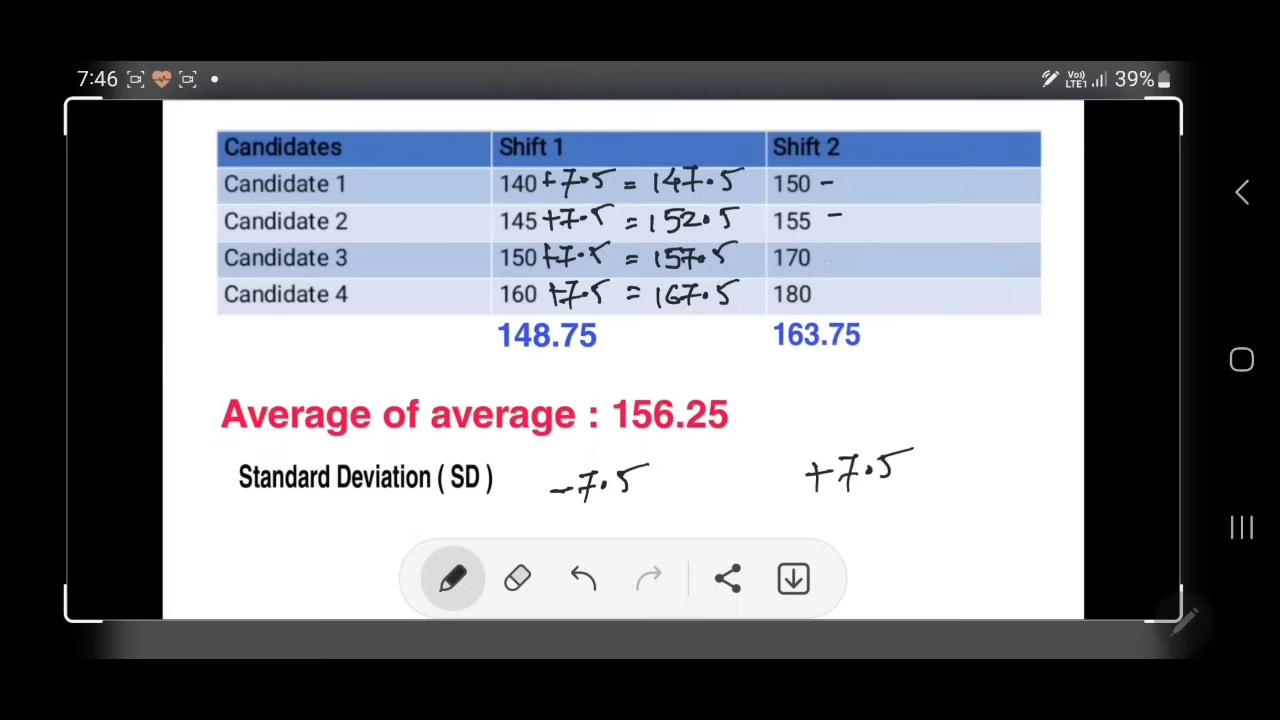 7:46 Vo)) LTE1 39%
Candidates Shift 1 Shift 2
Candidate 1 140 +7.5 = 147.5 150 -
Candidate 2 145 +7.5 = 152.5 155 -
Candidate 3 150 +7.5 = 157.5 170
Candidate 4 160 +7.5 = 167.5 180
148.75 163.75
Average of average : 156.25
Standard Deviation ( SD ) -7.5 +7.5